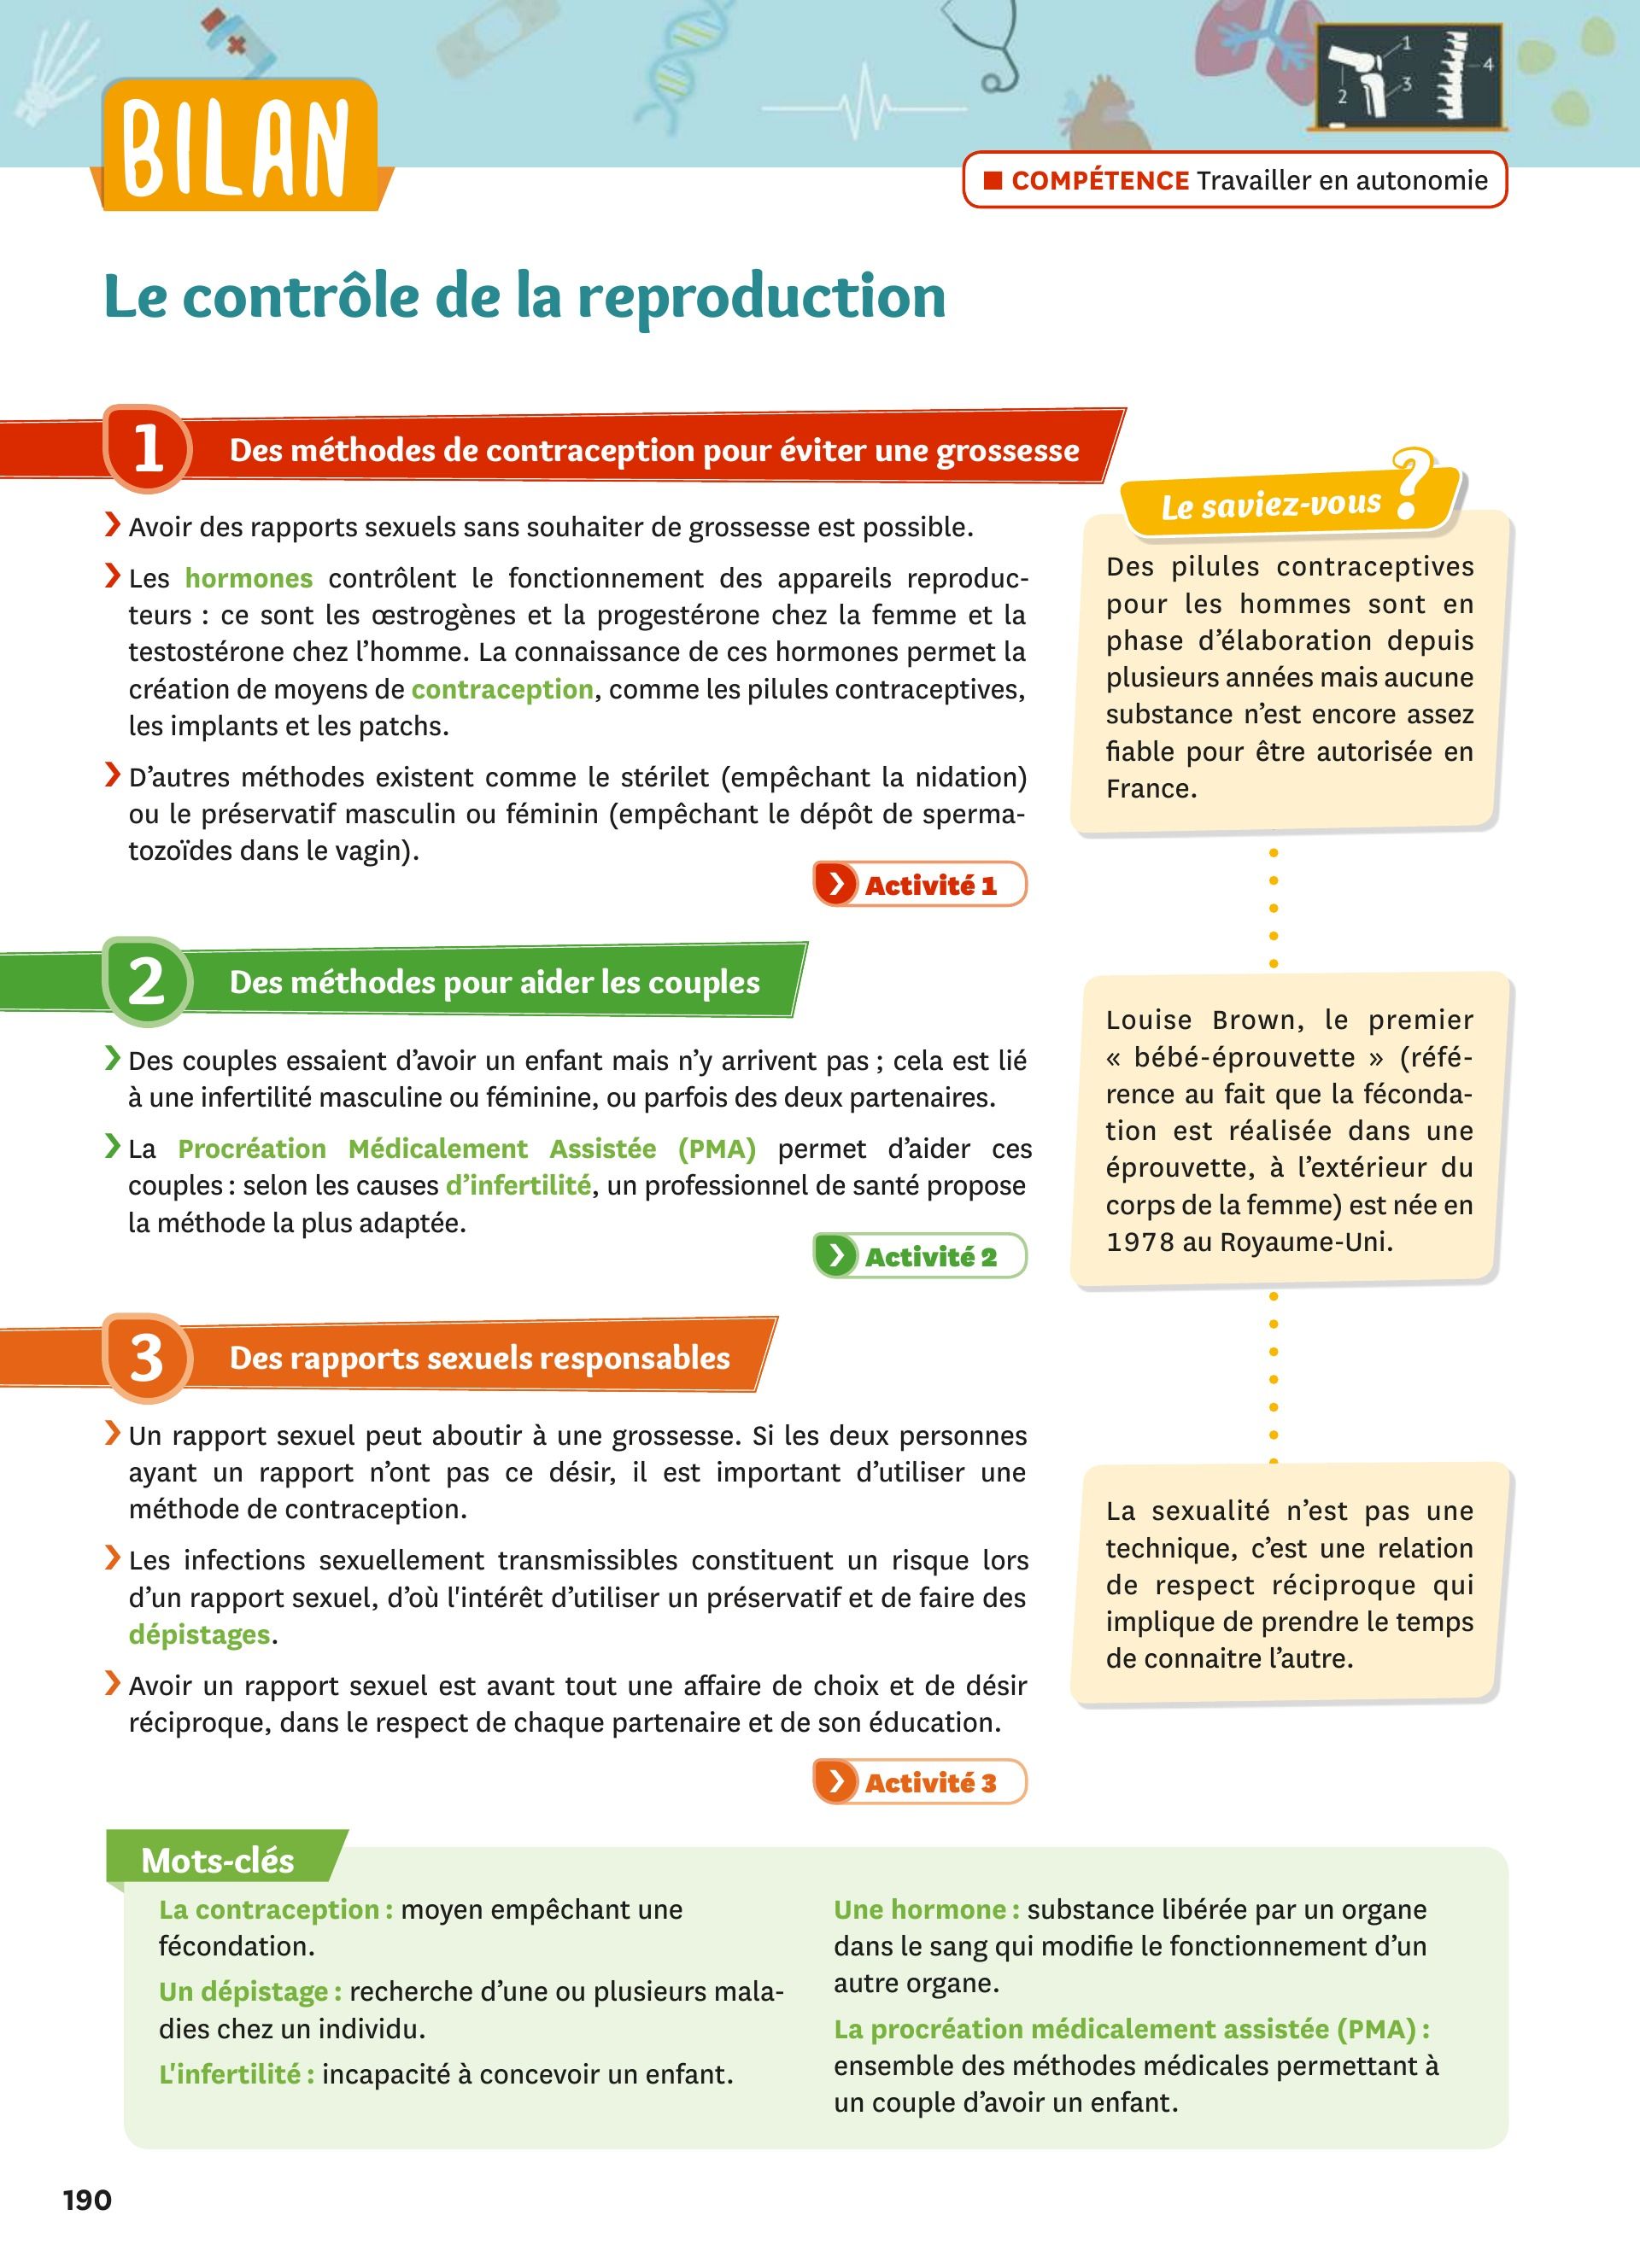 BILAN
1
2
3
4
■ COMPÉTENCE Travailler en autonomie
Le contrôle de la reproduction
1 Des méthodes de contraception pour éviter une grossesse
❯ Avoir des rapports sexuels sans souhaiter de grossesse est possible.
❯ Les hormones contrôlent le fonctionnement des appareils reproduc-
teurs : ce sont les œstrogènes et la progestérone chez la femme et la
testostérone chez l’homme. La connaissance de ces hormones permet la
création de moyens de contraception, comme les pilules contraceptives,
les implants et les patchs.
❯ D’autres méthodes existent comme le stérilet (empêchant la nidation)
ou le préservatif masculin ou féminin (empêchant le dépôt de sperma-
tozoïdes dans le vagin).
❯ Activité 1
2 Des méthodes pour aider les couples
❯ Des couples essaient d’avoir un enfant mais n’y arrivent pas ; cela est lié
à une infertilité masculine ou féminine, ou parfois des deux partenaires.
❯ La Procréation Médicalement Assistée (PMA) permet d’aider ces
couples : selon les causes d’infertilité, un professionnel de santé propose
la méthode la plus adaptée.
❯ Activité 2
3 Des rapports sexuels responsables
❯ Un rapport sexuel peut aboutir à une grossesse. Si les deux personnes
ayant un rapport n’ont pas ce désir, il est important d’utiliser une
méthode de contraception.
❯ Les infections sexuellement transmissibles constituent un risque lors
d’un rapport sexuel, d’où l'intérêt d’utiliser un préservatif et de faire des
dépistages.
❯ Avoir un rapport sexuel est avant tout une affaire de choix et de désir
réciproque, dans le respect de chaque partenaire et de son éducation.
❯ Activité 3
Le saviez-vous ?
Des pilules contraceptives
pour les hommes sont en
phase d’élaboration depuis
plusieurs années mais aucune
substance n’est encore assez
fiable pour être autorisée en
France.
Louise Brown, le premier
« bébé-éprouvette » (réfé-
rence au fait que la féconda-
tion est réalisée dans une
éprouvette, à l’extérieur du
corps de la femme) est née en
1978 au Royaume-Uni.
La sexualité n’est pas une
technique, c’est une relation
de respect réciproque qui
implique de prendre le temps
de connaitre l’autre.
Mots-clés
La contraception : moyen empêchant une
fécondation.
Un dépistage : recherche d’une ou plusieurs mala-
dies chez un individu.
L'infertilité : incapacité à concevoir un enfant.
Une hormone : substance libérée par un organe
dans le sang qui modifie le fonctionnement d’un
autre organe.
La procréation médicalement assistée (PMA) :
ensemble des méthodes médicales permettant à
un couple d’avoir un enfant.
190